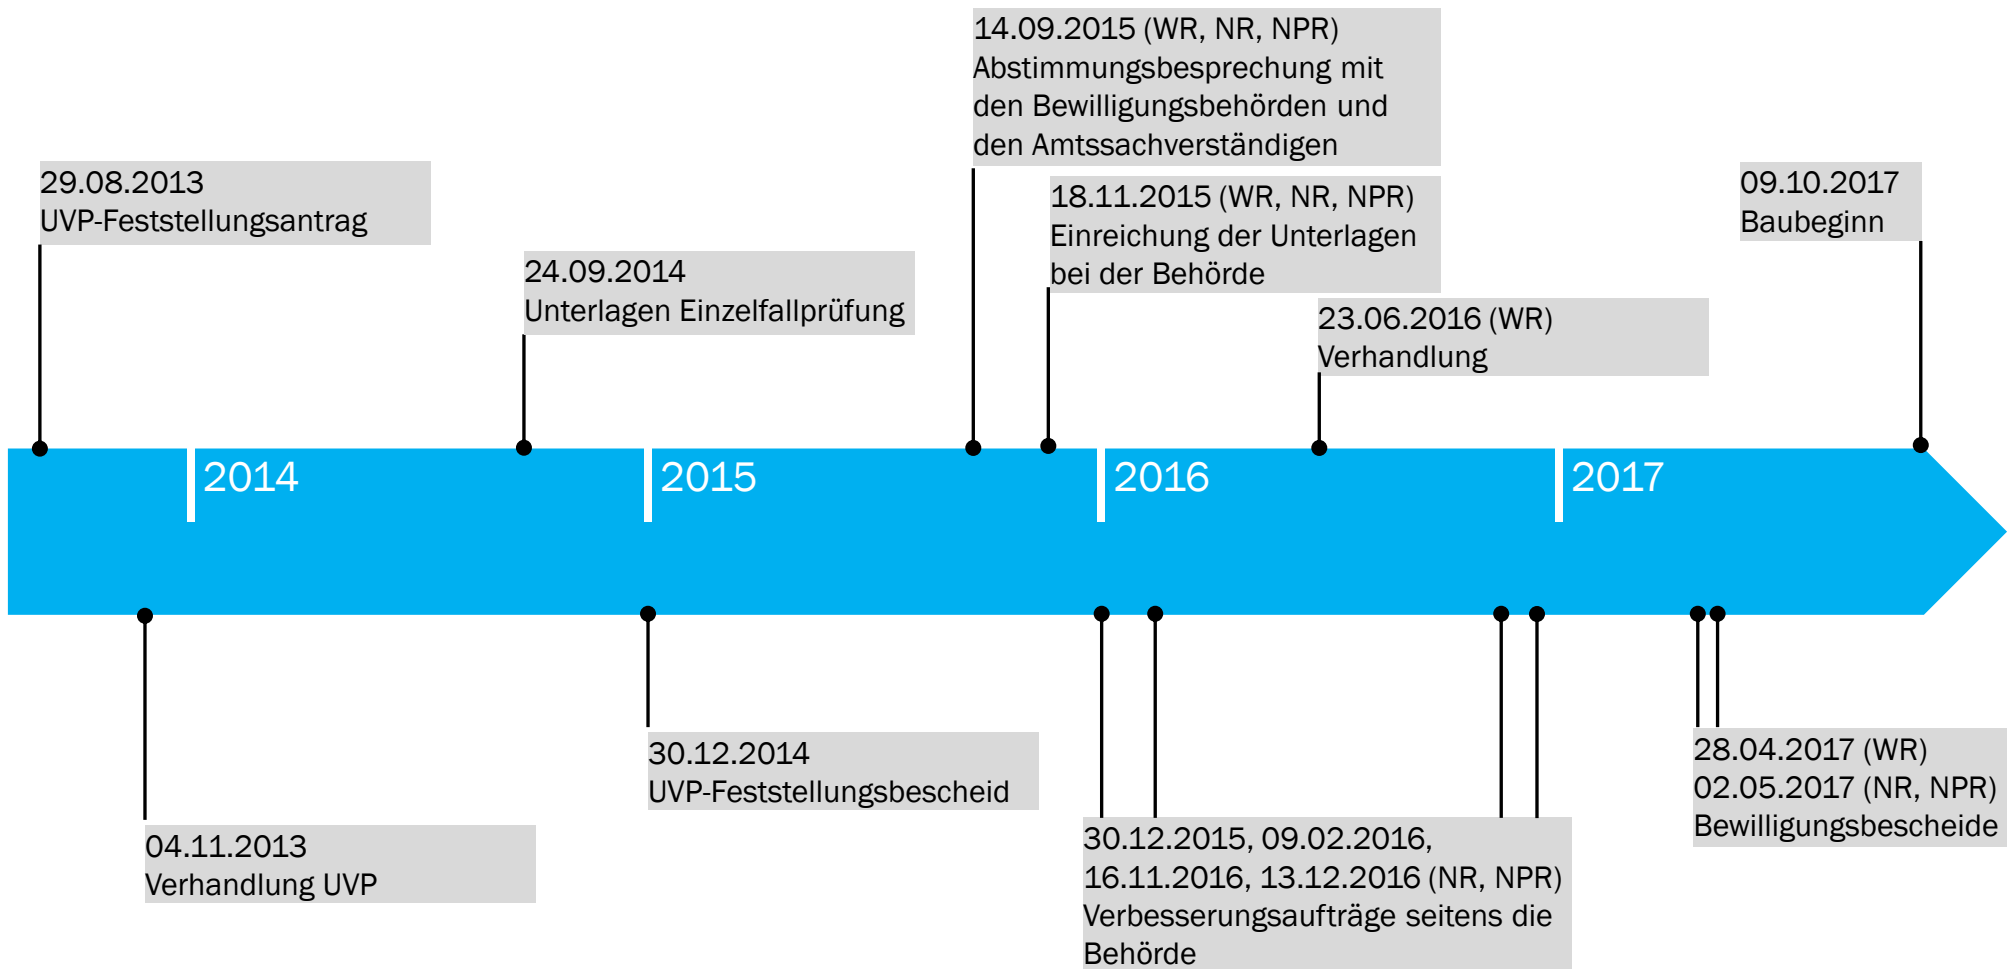 14.09.2015 (WR, NR, NPR)
Abstimmungsbesprechung mit
den Bewilligungsbehörden und
den Amtssachverständigen
29.08.2013
UVP-Feststellungsantrag
18.11.2015 (WR, NR, NPR)
Einreichung der Unterlagen
bei der Behörde
09.10.2017
Baubeginn
24.09.2014
Unterlagen Einzelfallprüfung
23.06.2016 (WR)
Verhandlung
2014
2015
2016
2017
30.12.2014
UVP-Feststellungsbescheid
28.04.2017 (WR)
02.05.2017 (NR, NPR)
Bewilligungsbescheide
04.11.2013
Verhandlung UVP
30.12.2015, 09.02.2016,
16.11.2016, 13.12.2016 (NR, NPR)
Verbesserungsaufträge seitens die
Behörde